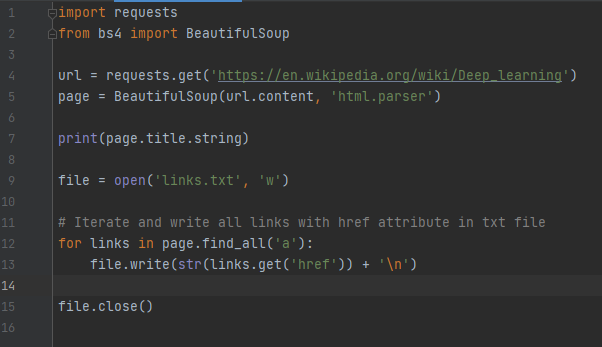 1 import requests
2 from bs4 import BeautifulSoup
3
4 url = requests.get('https://en.wikipedia.org/wiki/Deep_learning')
5 page = BeautifulSoup(url.content, 'html.parser')
6
7 print(page.title.string)
8
9 file = open('links.txt', 'w')
10
11 # Iterate and write all links with href attribute in txt file
12 for links in page.find_all('a'):
13     file.write(str(links.get('href')) + '\n')
14
15 file.close()
16